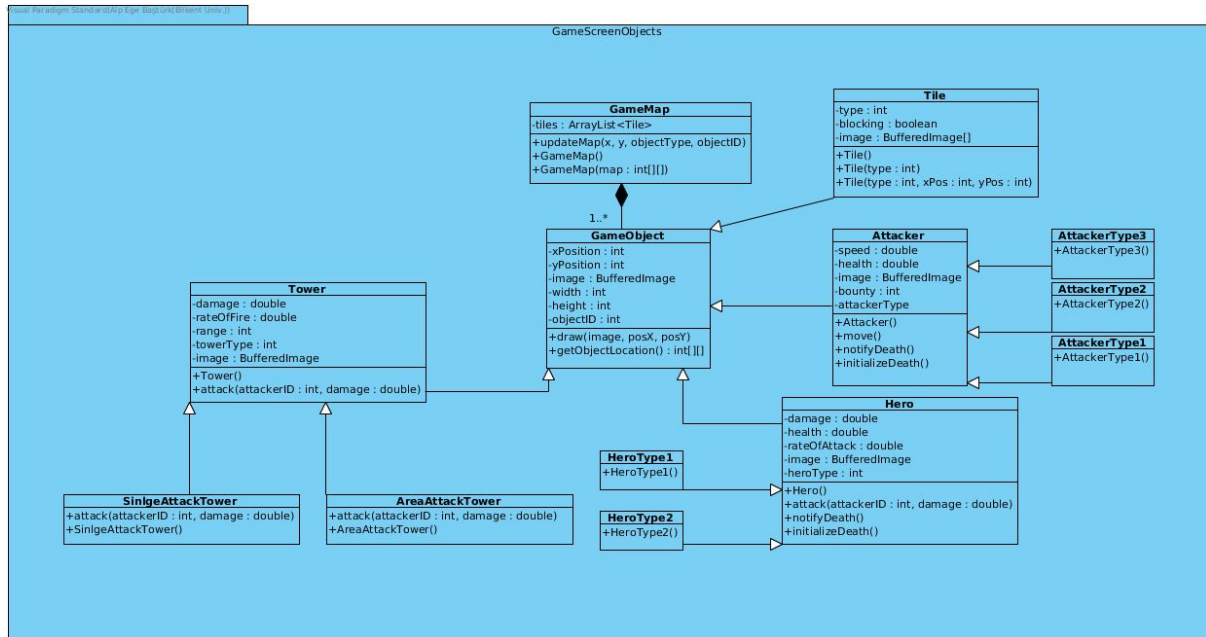 Visual Paradigm Standard(Alp Ege Baştürk(Bilkent Univ.))
GameScreenObjects
GameMap
-tiles : ArrayList<Tile>
+updateMap(x, y, objectType, objectID)
+GameMap()
+GameMap(map : int[][])
Tile
-type : int
-blocking : boolean
-image : BufferedImage[]
+Tile()
+Tile(type : int)
+Tile(type : int, xPos : int, yPos : int)
1..*
GameObject
-xPosition : int
-yPosition : int
-image : BufferedImage
-width : int
-height : int
-objectID : int
+draw(image, posX, posY)
+getObjectLocation() : int[][]
Attacker
-speed : double
-health : double
-image : BufferedImage
-bounty : int
-attackerType
+Attacker()
+move()
+notifyDeath()
+initializeDeath()
AttackerType3
+AttackerType3()
AttackerType2
+AttackerType2()
AttackerType1
+AttackerType1()
Tower
-damage : double
-rateOfFire : double
-range : int
-towerType : int
-image : BufferedImage
+Tower()
+attack(attackerID : int, damage : double)
Hero
-damage : double
-health : double
-rateOfAttack : double
-image : BufferedImage
-heroType : int
+Hero()
+attack(attackerID : int, damage : double)
+notifyDeath()
+initializeDeath()
HeroType1
+HeroType1()
HeroType2
+HeroType2()
SinlgeAttackTower
+attack(attackerID : int, damage : double)
+SinlgeAttackTower()
AreaAttackTower
+attack(attackerID : int, damage : double)
+AreaAttackTower()